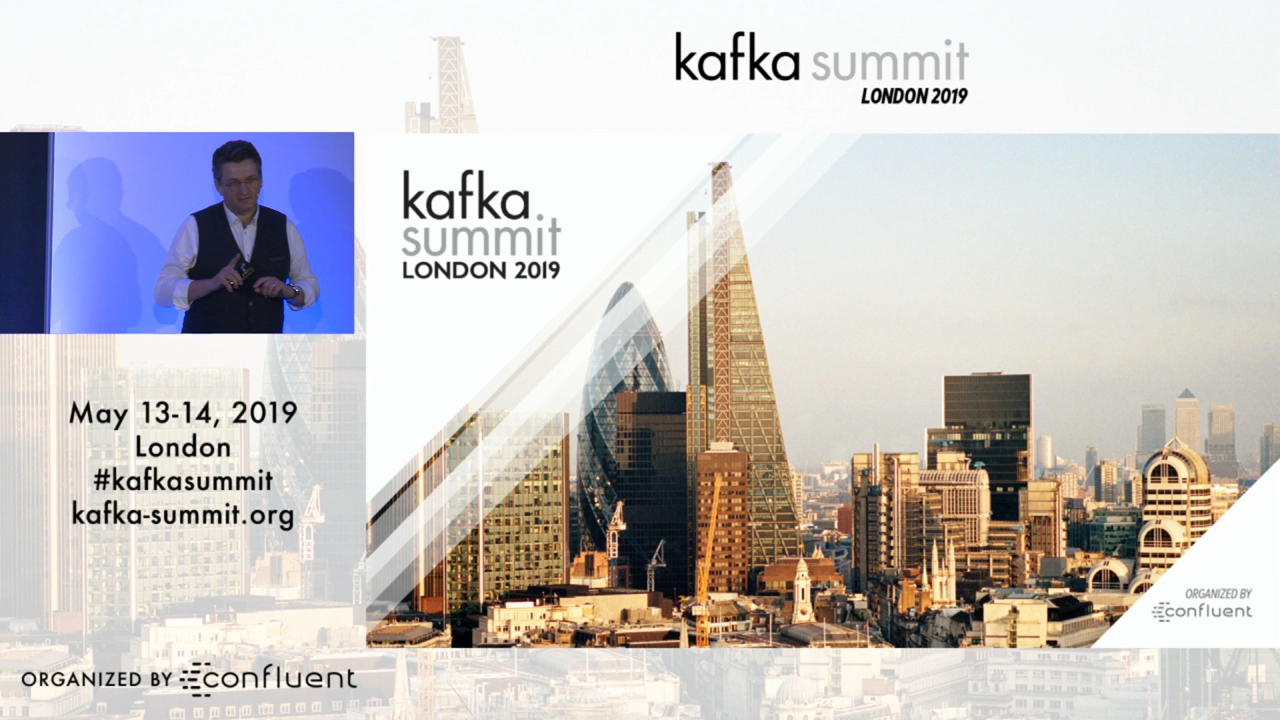 kafka summit
LONDON 2019
kafka
summit
LONDON 2019
May 13-14, 2019
London
#kafkasummit
kafka-summit.org
ORGANIZED BY
confluent
ORGANIZED BY confluent